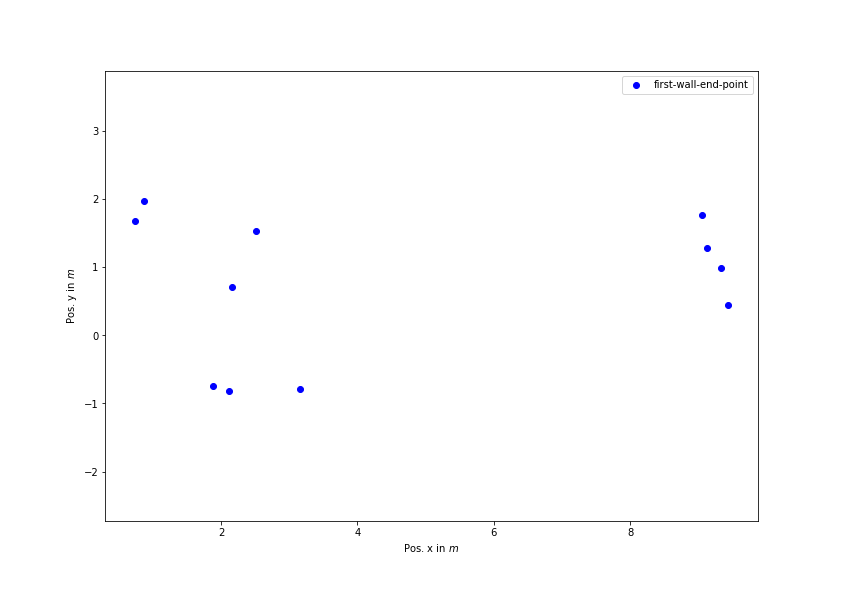 first-wall-end-point
3
2
1
0
−1
−2
Pos. y in m
2 4 6 8
Pos. x in m